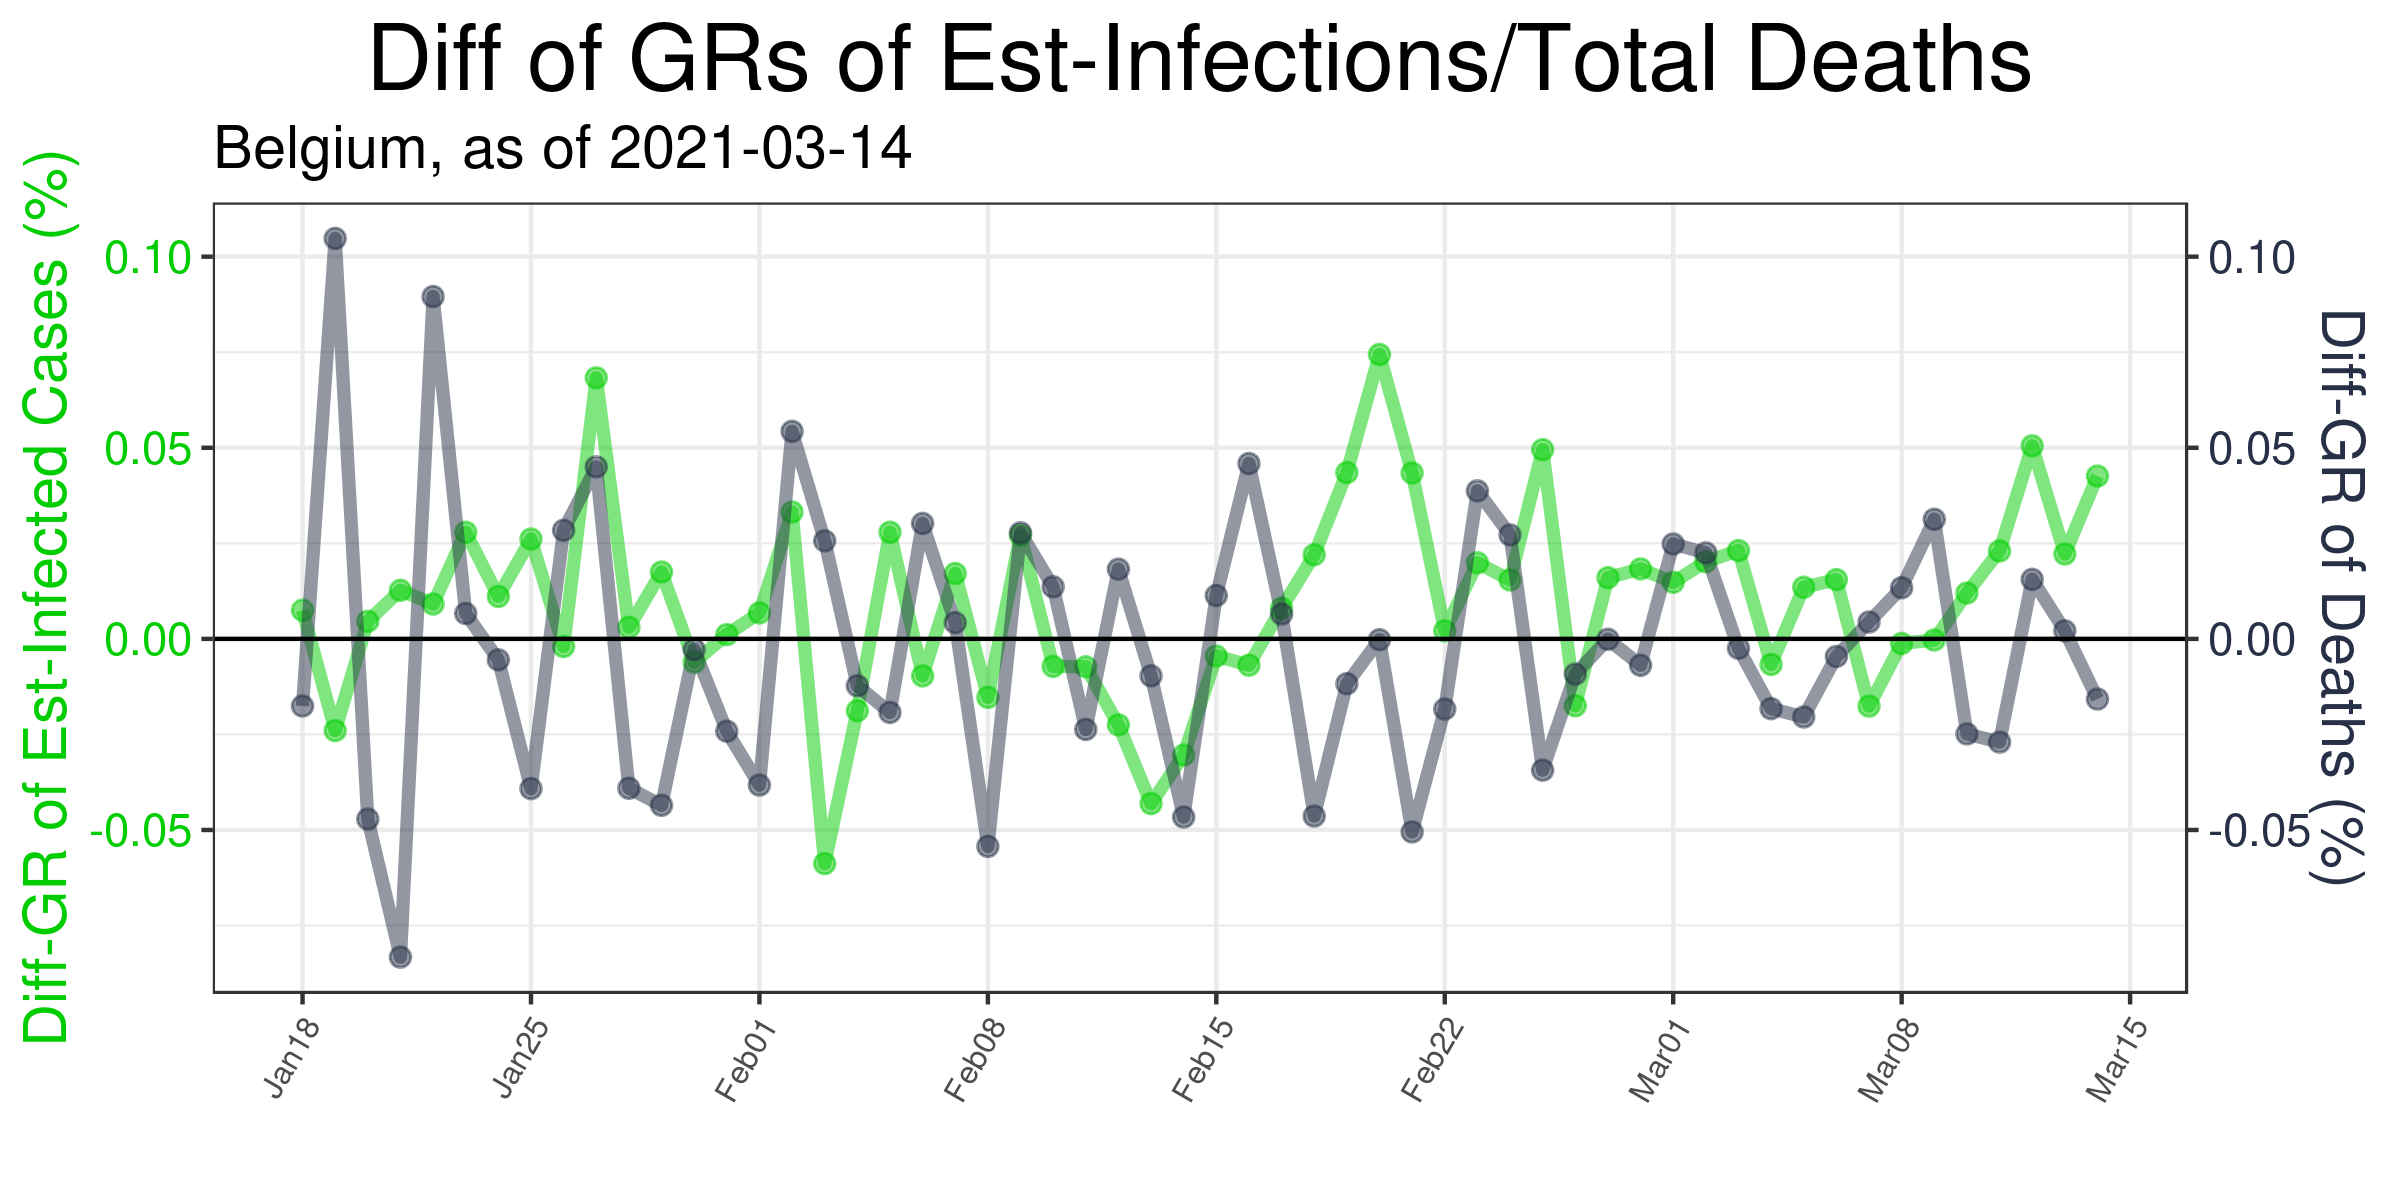 Diff of GRs of Est-Infections/Total Deaths
Belgium, as of 2021-03-14
Diff-GR of Est-Infected Cases (%)
0.10
0.05
0.00
-0.05
0.10
0.05
0.00
-0.05
Diff-GR of Deaths (%)
Jan18
Jan25
Feb01
Feb08
Feb15
Feb22
Mar01
Mar08
Mar15